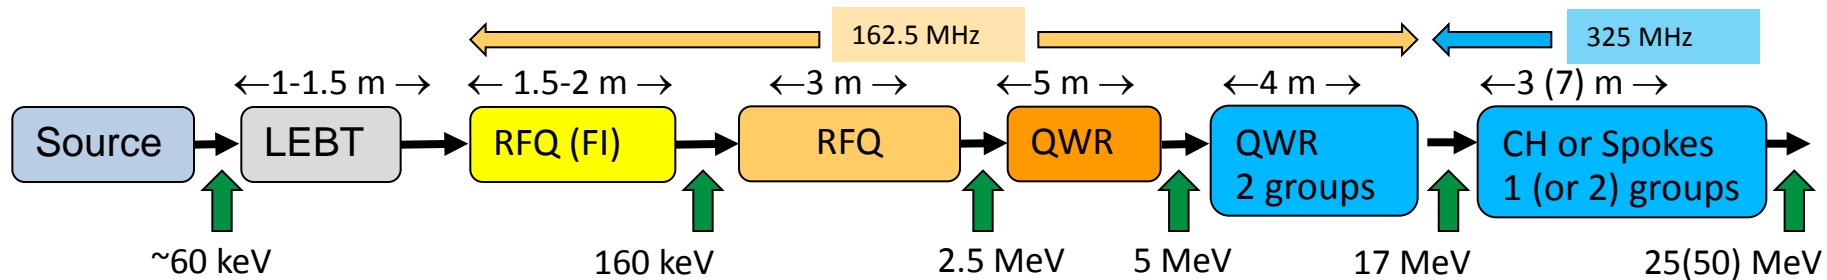 162.5 MHz
325 MHz
←1-1.5 m →
← 1.5-2 m →
←3 m →
←5 m→
←4 m →
←3 (7) m →
Source
LEBT
RFQ (FI)
RFQ
QWR
QWR
2 groups
CH or Spokes
1 (or 2) groups
~60 keV
160 keV
2.5 MeV
5 MeV
17 MeV
25(50) MeV